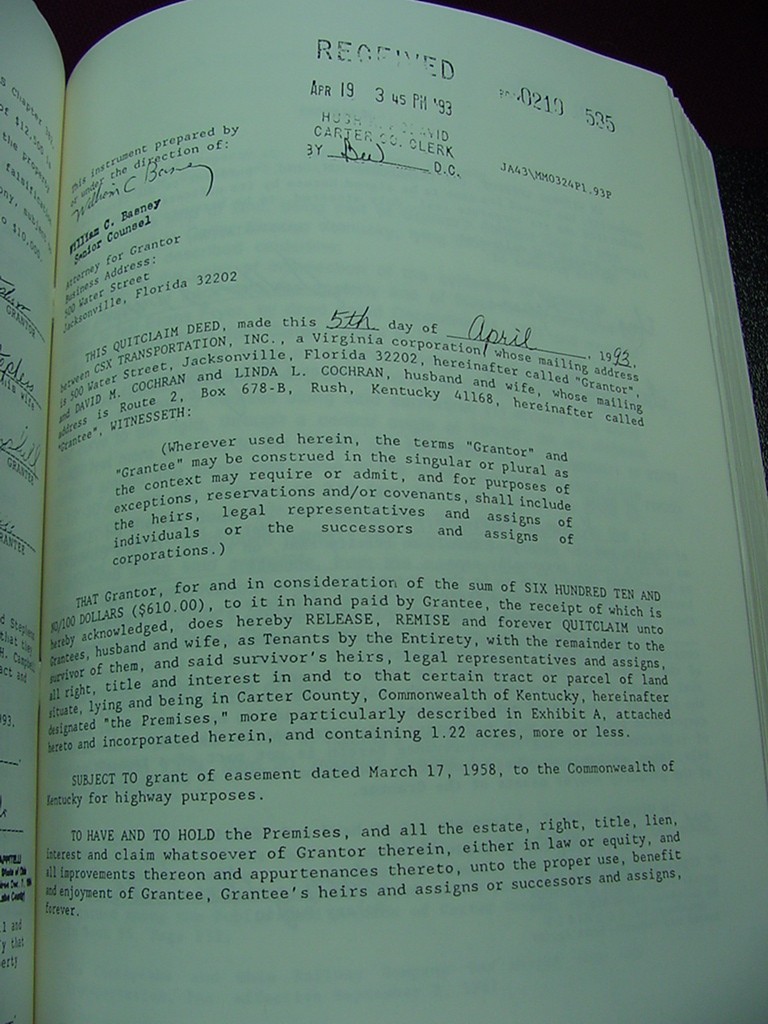 RECEIVED
APR 19 3 45 PM '93
CARTER CO. CLERK
BY D.C.
0210 535
JA43\MM0324P1.93P
This instrument prepared by
or under the direction of:
William C Basney
William C. Basney
Senior Counsel
Attorney for Grantor
Business Address:
500 Water Street
Jacksonville, Florida 32202
THIS QUITCLAIM DEED, made this 5th day of April, 1993,
between CSX TRANSPORTATION, INC., a Virginia corporation, whose mailing address
is 500 Water Street, Jacksonville, Florida 32202, hereinafter called "Grantor",
and DAVID M. COCHRAN and LINDA L. COCHRAN, husband and wife, whose mailing
address is Route 2, Box 678-B, Rush, Kentucky 41168, hereinafter called
"Grantee", WITNESSETH:
(Wherever used herein, the terms "Grantor" and
"Grantee" may be construed in the singular or plural as
the context may require or admit, and for purposes of
exceptions, reservations and/or covenants, shall include
the heirs, legal representatives and assigns of
individuals or the successors and assigns of
corporations.)
THAT Grantor, for and in consideration of the sum of SIX HUNDRED TEN AND
NO/100 DOLLARS ($610.00), to it in hand paid by Grantee, the receipt of which is
hereby acknowledged, does hereby RELEASE, REMISE and forever QUITCLAIM unto
Grantees, husband and wife, as Tenants by the Entirety, with the remainder to the
survivor of them, and said survivor's heirs, legal representatives and assigns,
all right, title and interest in and to that certain tract or parcel of land
situate, lying and being in Carter County, Commonwealth of Kentucky, hereinafter
designated "the Premises," more particularly described in Exhibit A, attached
hereto and incorporated herein, and containing 1.22 acres, more or less.
SUBJECT TO grant of easement dated March 17, 1958, to the Commonwealth of
Kentucky for highway purposes.
TO HAVE AND TO HOLD the Premises, and all the estate, right, title, lien,
interest and claim whatsoever of Grantor therein, either in law or equity, and
all improvements thereon and appurtenances thereto, unto the proper use, benefit
and enjoyment of Grantee, Grantee's heirs and assigns or successors and assigns,
forever.